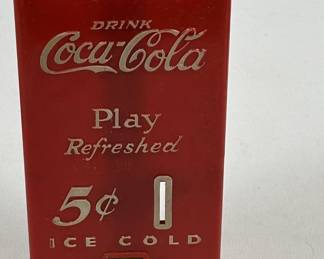 DRINK
Coca-Cola
Play
Refreshed
5¢
ICE COLD